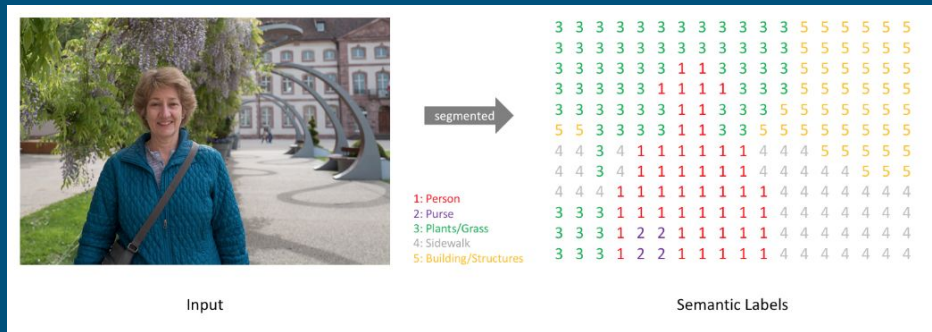 segmented
1: Person
2: Purse
3: Plants/Grass
4: Sidewalk
5: Building/Structures
3 3 3 3 3 3 3 3 3 3 3 3 5 5 5 5 5 5
3 3 3 3 3 3 3 3 3 3 3 3 5 5 5 5 5 5
3 3 3 3 3 3 1 1 3 3 3 3 5 5 5 5 5 5
3 3 3 3 3 1 1 1 1 3 3 3 5 5 5 5 5 5
3 3 3 3 3 3 1 1 3 3 3 5 5 5 5 5 5 5
5 5 3 3 3 3 1 1 3 3 5 5 5 5 5 5 5 5
4 4 3 4 1 1 1 1 1 1 4 4 4 5 5 5 5 5
4 4 3 4 1 1 1 1 1 1 4 4 4 4 4 5 5 5
4 4 4 1 1 1 1 1 1 1 1 4 4 4 4 4 4 4
3 3 3 1 1 1 1 1 1 1 1 4 4 4 4 4 4 4
3 3 3 1 2 2 1 1 1 1 1 4 4 4 4 4 4 4
3 3 3 1 2 2 1 1 1 1 1 4 4 4 4 4 4 4
Input
Semantic Labels